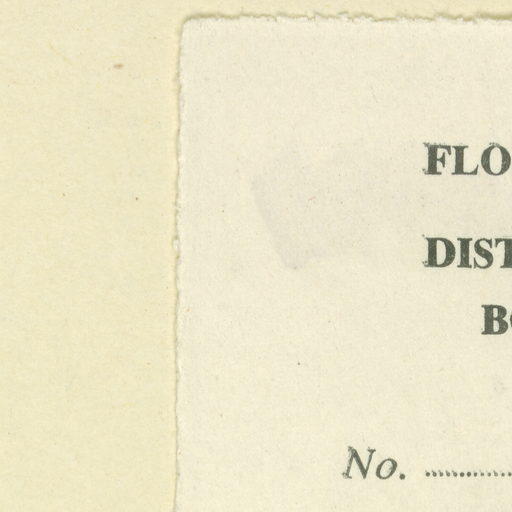 FLO
DIST
No. ..........